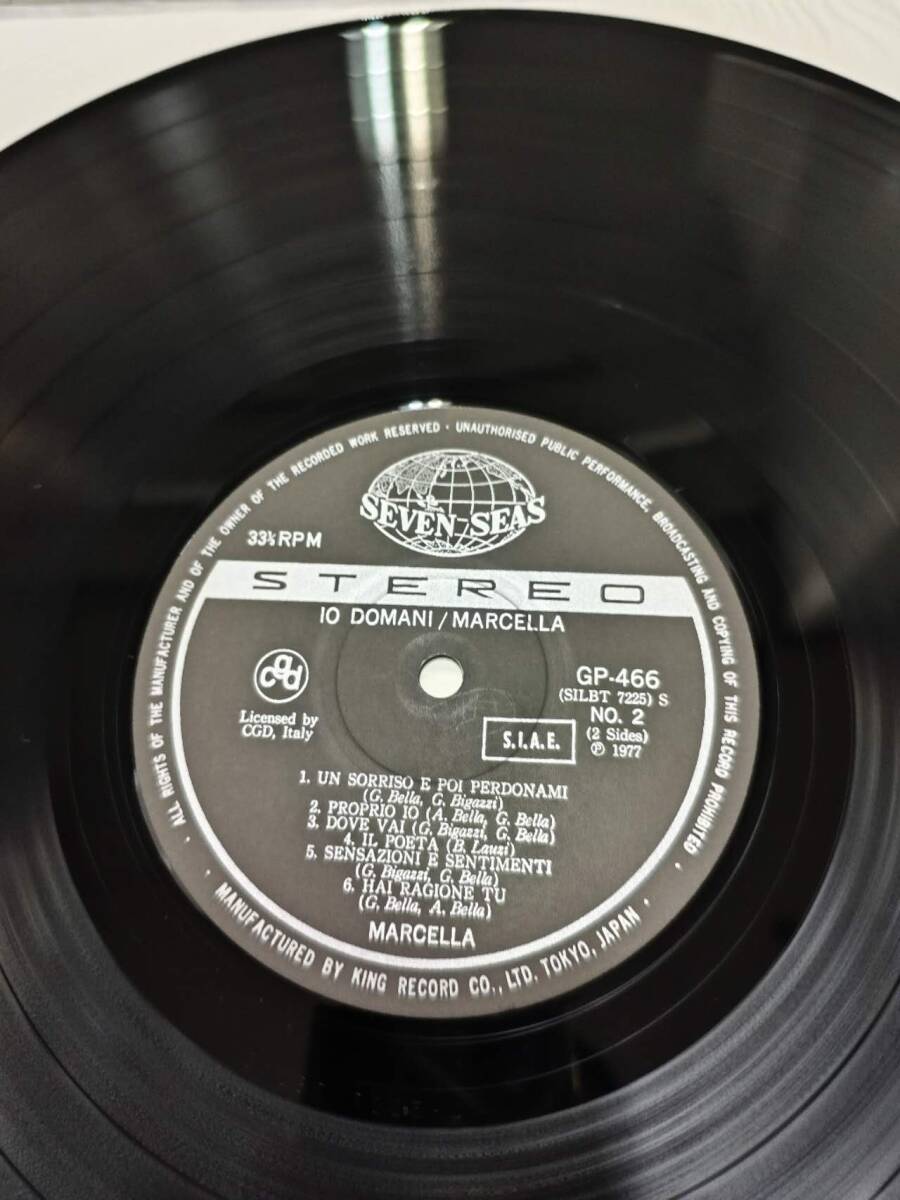 ALL RIGHTS OF THE MANUFACTURER AND OF THE OWNER OF THE RECORDED WORK RESERVED · UNAUTHORISED PUBLIC PERFORMANCE, BROADCASTING AND COPYING OF THIS RECORD PROHIBITED ·
SEVEN-SEAS
33⅓ RPM
STEREO
IO DOMANI / MARCELLA
cgd
Licensed by
CGD, Italy
GP-466
(SILBT 7225) S
NO. 2
(2 Sides)
Ⓟ 1977
S.I.A.E.
1. UN SORRISO E POI PERDONAMI
(G. Bella, G. Bigazzi)
2. PROPRIO IO (A. Bella, G. Bella)
3. DOVE VAI (G. Bigazzi, G. Bella)
4. IL POETA (B. Lauzi)
5. SENSAZIONI E SENTIMENTI
(G. Bigazzi, G. Bella)
6. HAI RAGIONE TU
(G. Bella, A. Bella)
MARCELLA
· MANUFACTURED BY KING RECORD CO., LTD. TOKYO, JAPAN ·